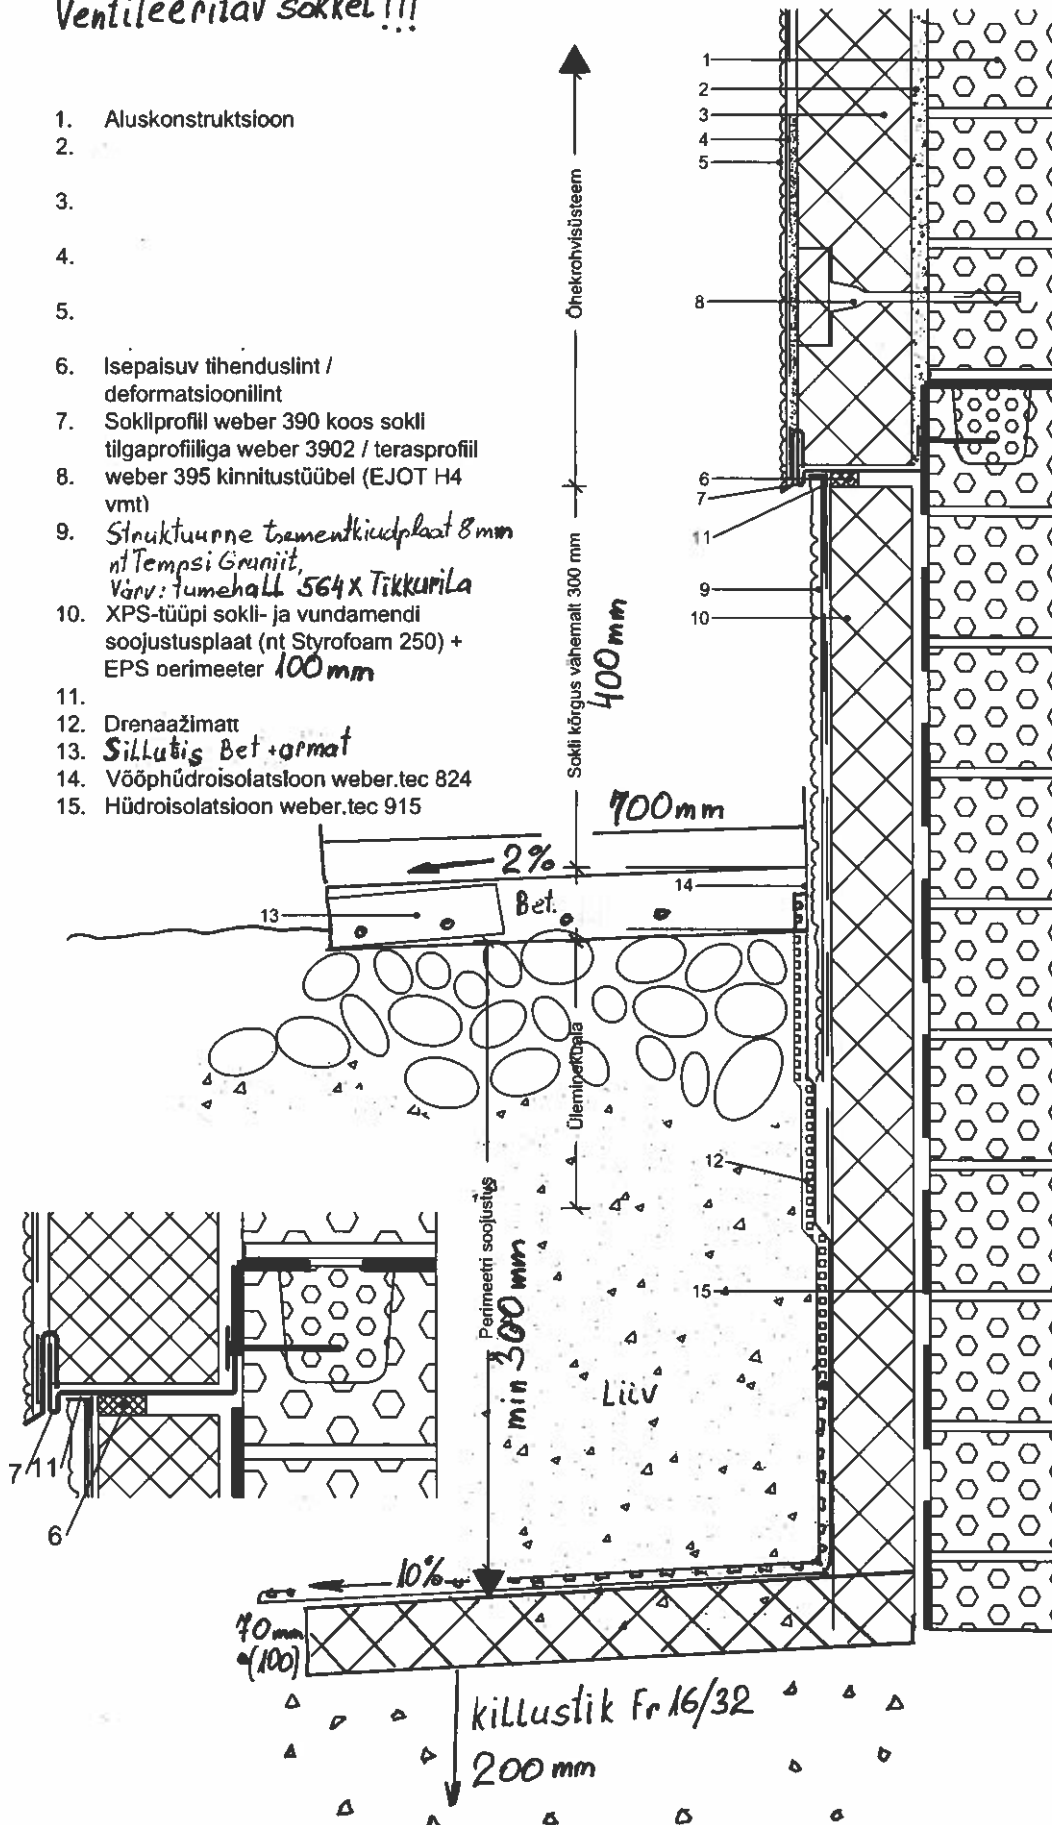 Ventileeritav sokkel!!!
1. Aluskonstruktsioon
2.
3.
4.
5.
6. Isepaisuv tihenduslint /
deformatsioonilint
7. Sokliprofiil weber 390 koos sokli
tilgaprofiiliga weber 3902 / terasprofiil
8. weber 395 kinnitustüübel (EJOT H4
vmt)
9. Struktuurne tsementkiudplaat 8mm
nt Tempsi Graniit,
Värv: tumehall 564X Tikkurila
10. XPS-tüüpi sokli- ja vundamendi
soojustusplaat (nt Styrofoam 250) +
EPS perimeeter 100mm
11.
12. Drenaažimatt
13. Sillutis Bet+armat
14. Võõphüdroisolatsioon weber.tec 824
15. Hüdroisolatsioon weber.tec 915
Õhekrohvisüsteem
Sokli kõrgus vähemalt 300 mm
400mm
1
2
3
4
5
8
6
7
11
9
10
700mm
2%
14
13
Bet.
Üleminekuala
12
Perimeetri soojustus
min 300mm
15
Liiv
7 11
6
10%
70mm
(100)
killustik Fr 16/32
200mm